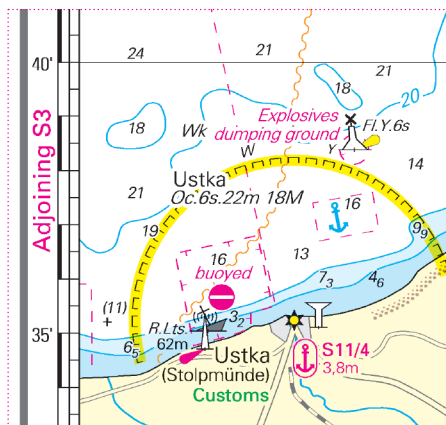 24
21
40'
18
21
20
Explosives
dumping ground
Fl.Y.6s
18
Wk
W
Y
14
Ustka
Oc.6s.22m 18M
21
16
19
9₉
Adjoining S3
13
16
buoyed
7₃
4₆
(11)
3₂
R.Lts.
62m
35'
6₅
Ustka
(Stolpmünde)
Customs
S11/4
3,8m